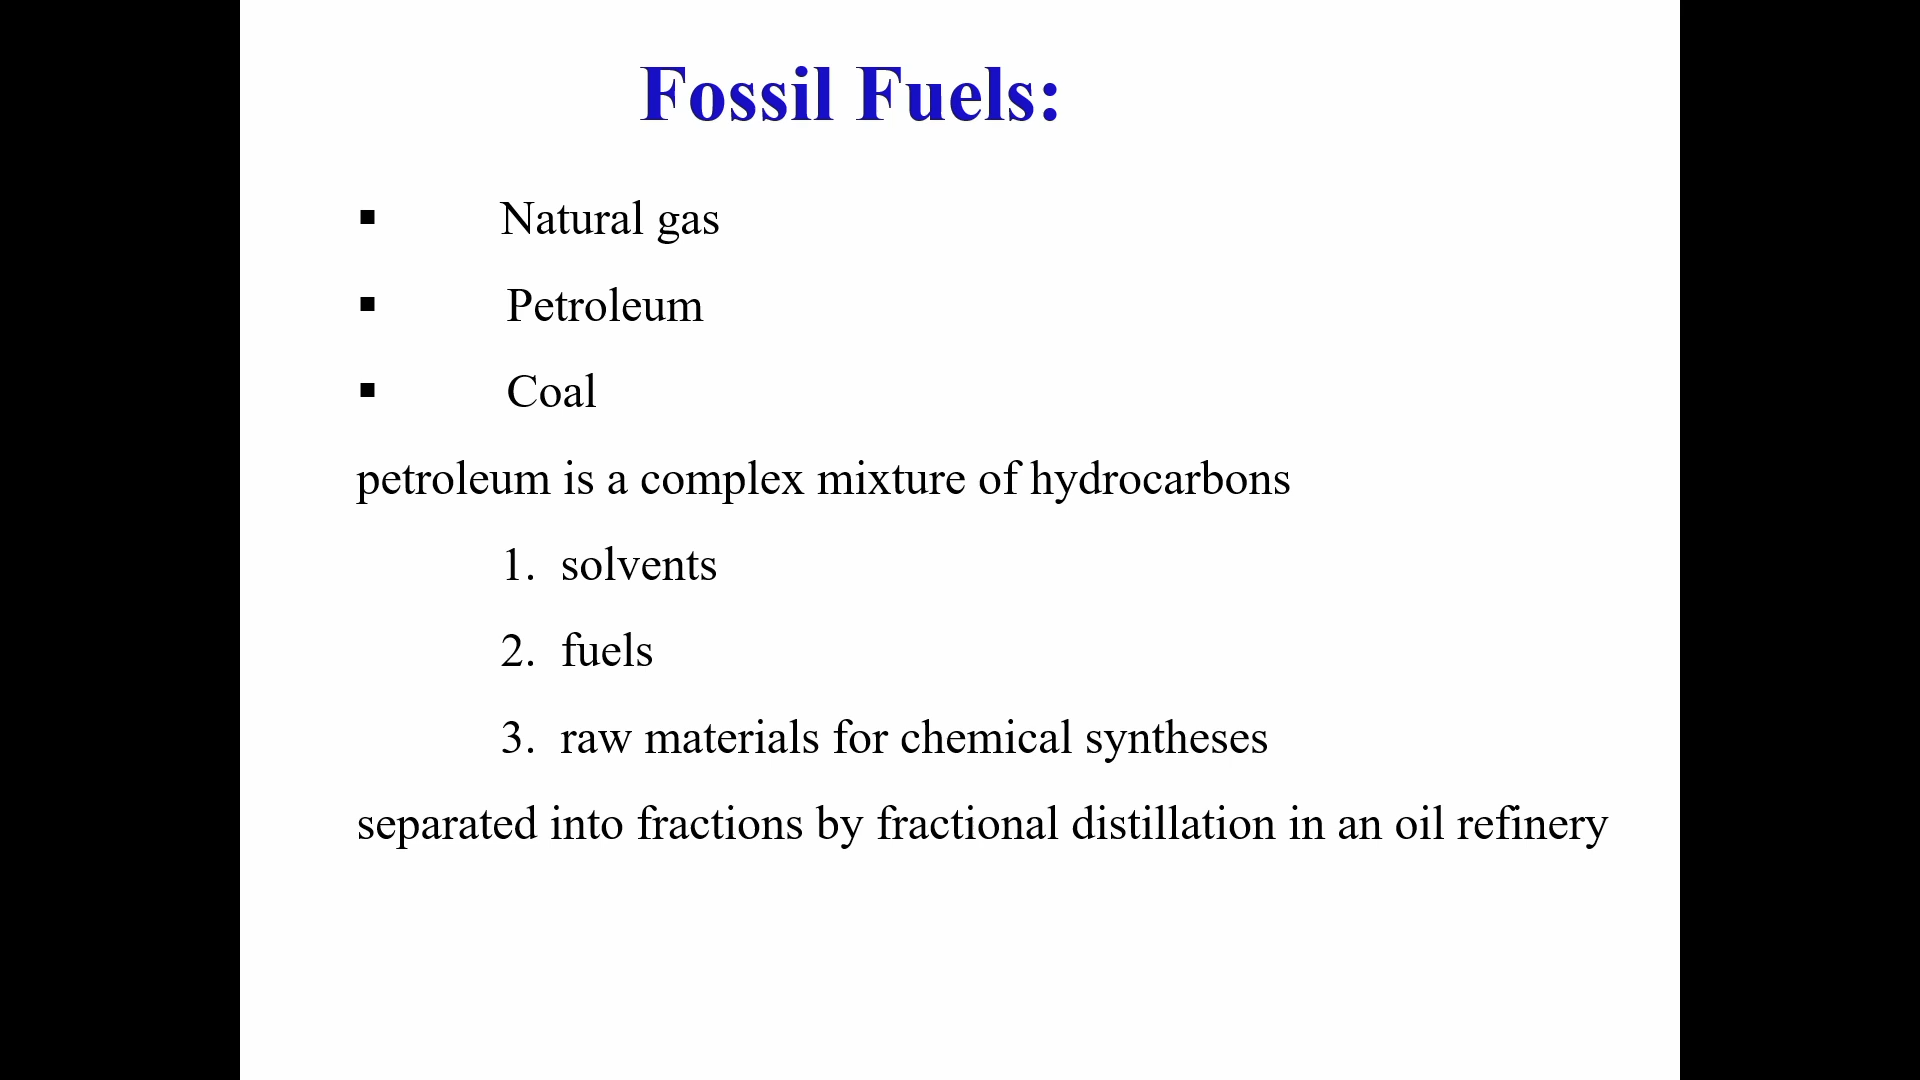 Fossil Fuels:
▪ Natural gas
▪ Petroleum
▪ Coal
petroleum is a complex mixture of hydrocarbons
1. solvents
2. fuels
3. raw materials for chemical syntheses
separated into fractions by fractional distillation in an oil refinery